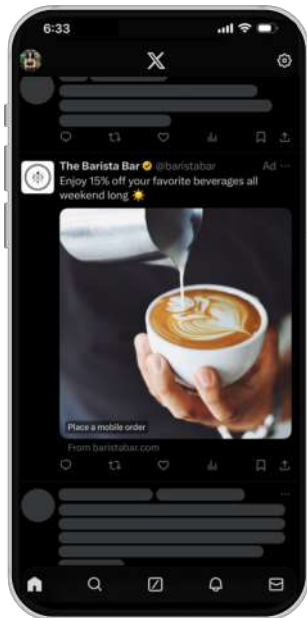 6:33
The Barista Bar @baristabar Ad
Enjoy 15% off your favorite beverages all
weekend long ☀️
Place a mobile order
From baristabar.com